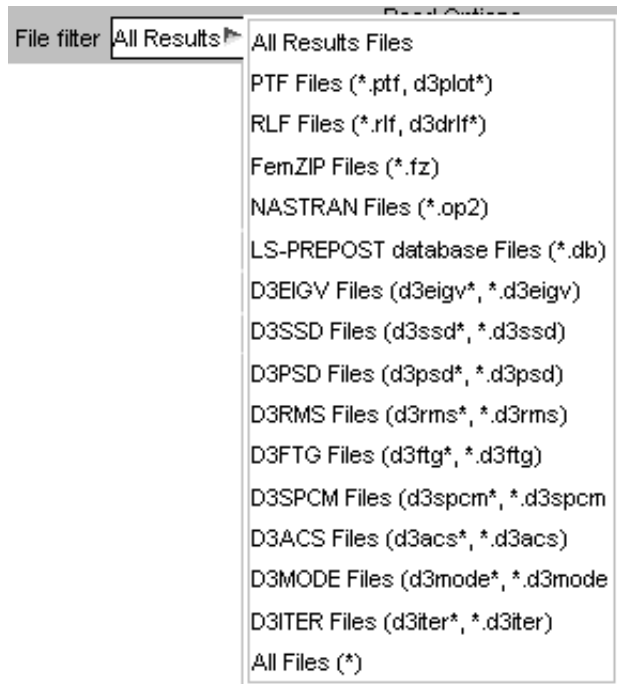 File filter All Results
All Results Files
PTF Files (*.ptf, d3plot*)
RLF Files (*.rlf, d3drlf*)
FemZIP Files (*.fz)
NASTRAN Files (*.op2)
LS-PREPOST database Files (*.db)
D3EIGV Files (d3eigv*, *.d3eigv)
D3SSD Files (d3ssd*, *.d3ssd)
D3PSD Files (d3psd*, *.d3psd)
D3RMS Files (d3rms*, *.d3rms)
D3FTG Files (d3ftg*, *.d3ftg)
D3SPCM Files (d3spcm*, *.d3spcm
D3ACS Files (d3acs*, *.d3acs)
D3MODE Files (d3mode*, *.d3mode
D3ITER Files (d3iter*, *.d3iter)
All Files (*)